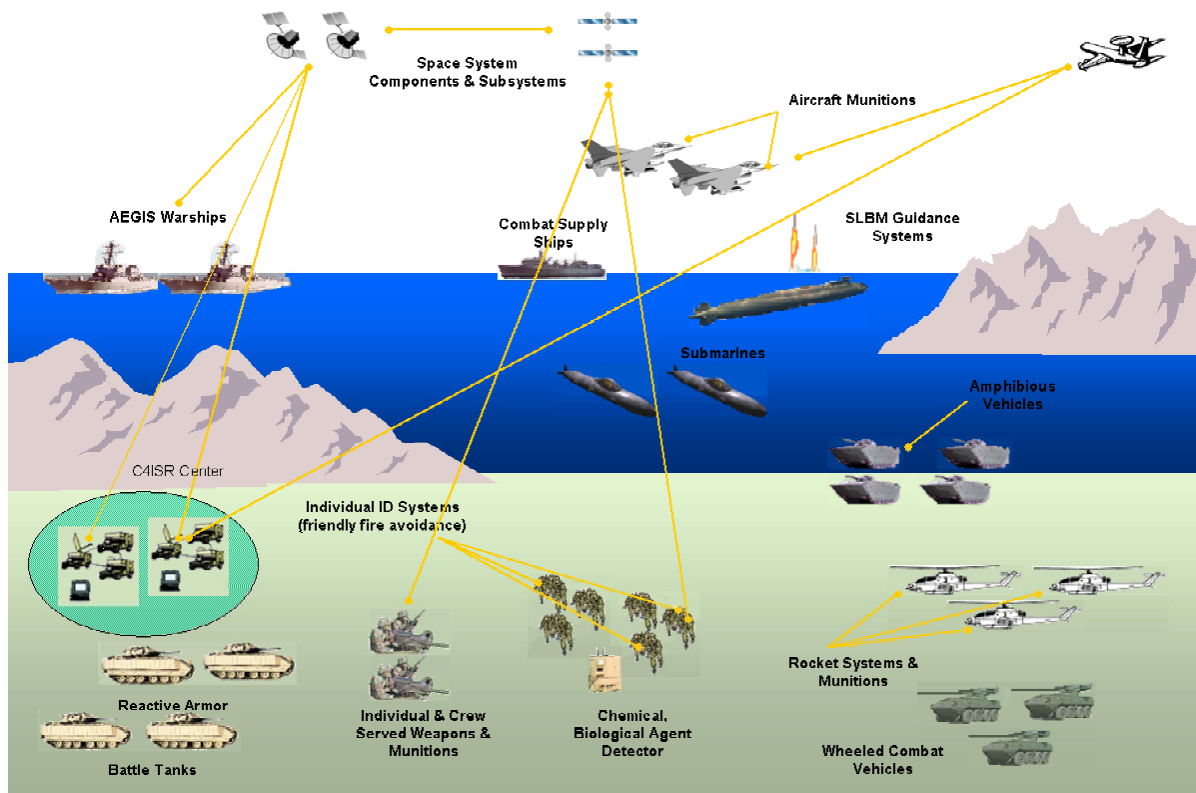 Space System
Components & Subsystems
Aircraft Munitions
AEGIS Warships
Combat Supply
Ships
SLBM Guidance
Systems
Submarines
Amphibious
Vehicles
C4ISR Center
Individual ID Systems
(friendly fire avoidance)
Rocket Systems &
Munitions
Reactive Armor
Individual & Crew
Served Weapons &
Munitions
Chemical,
Biological Agent
Detector
Wheeled Combat
Vehicles
Battle Tanks